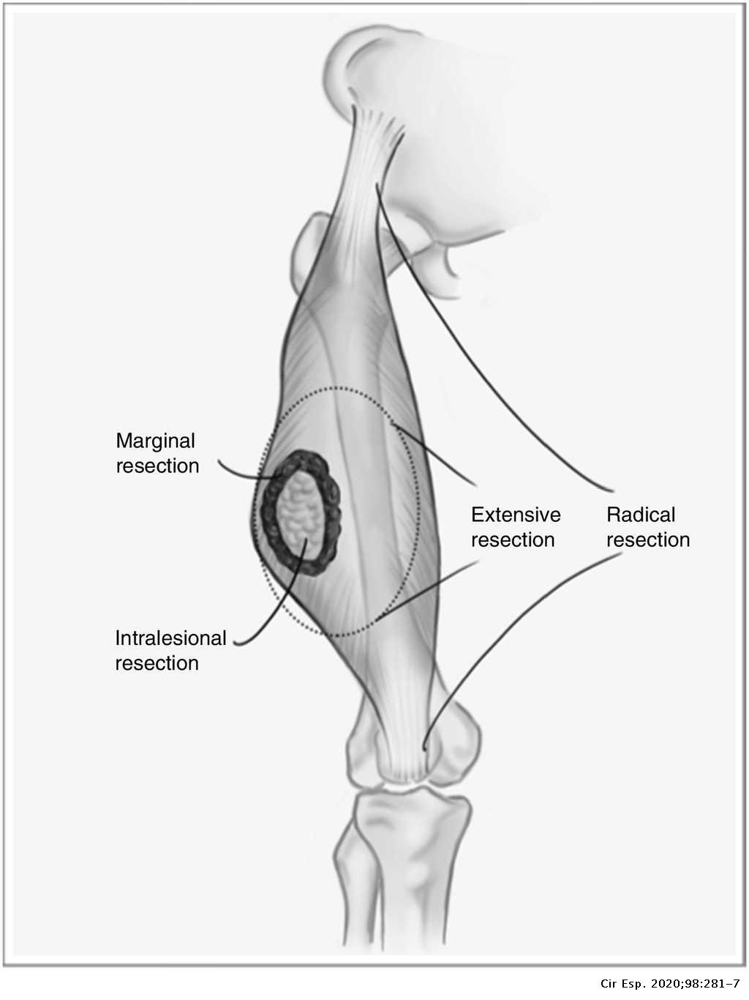 Marginal
resection
Extensive
resection
Radical
resection
Intralesional
resection
Cir Esp. 2020;98:281–7